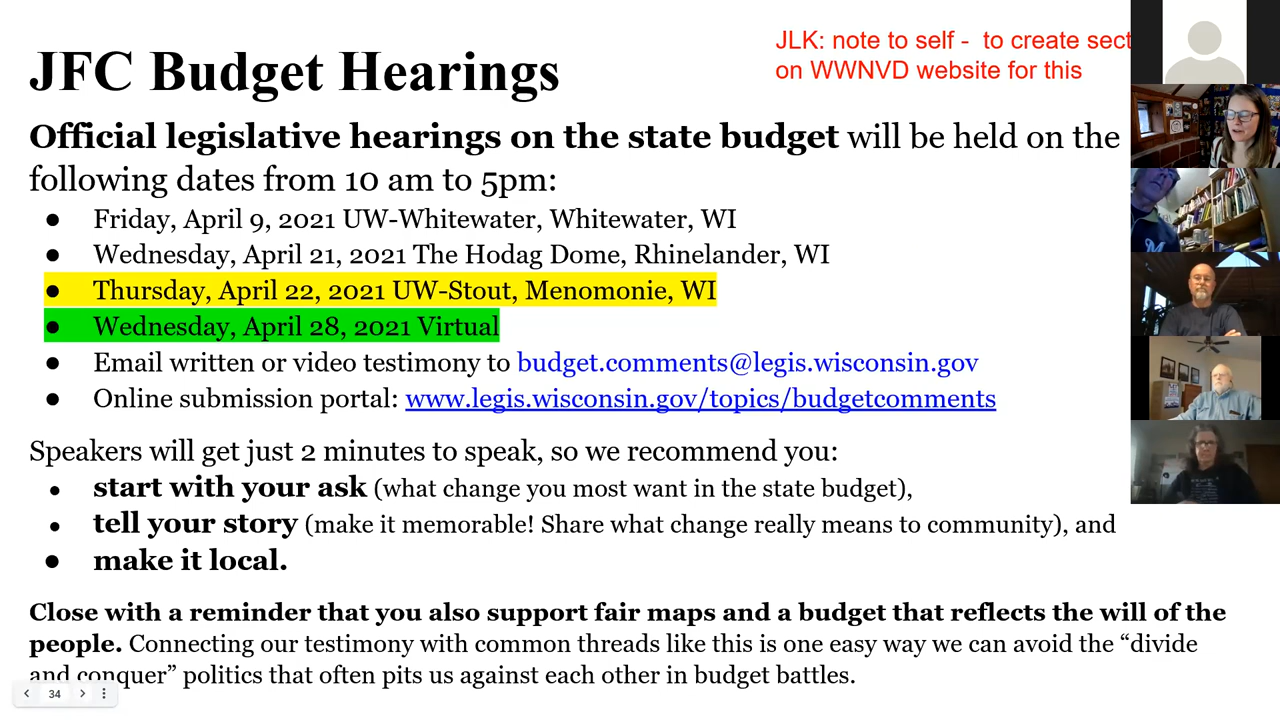 JFC Budget Hearings
JLK: note to self -  to create sect
on WWNVD website for this
Official legislative hearings on the state budget will be held on the
following dates from 10 am to 5pm:
● Friday, April 9, 2021 UW-Whitewater, Whitewater, WI
● Wednesday, April 21, 2021 The Hodag Dome, Rhinelander, WI
● Thursday, April 22, 2021 UW-Stout, Menomonie, WI
● Wednesday, April 28, 2021 Virtual
● Email written or video testimony to budget.comments@legis.wisconsin.gov
● Online submission portal: www.legis.wisconsin.gov/topics/budgetcomments
Speakers will get just 2 minutes to speak, so we recommend you:
● start with your ask (what change you most want in the state budget),
● tell your story (make it memorable! Share what change really means to community), and
● make it local.
Close with a reminder that you also support fair maps and a budget that reflects the will of the
people. Connecting our testimony with common threads like this is one easy way we can avoid the “divide
and conquer” politics that often pits us against each other in budget battles.
34